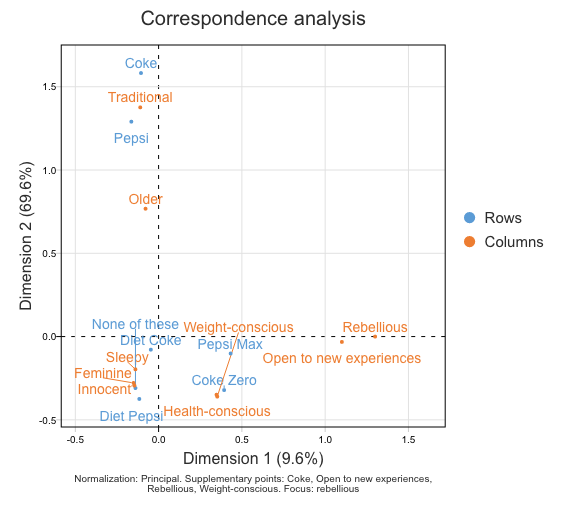 Correspondence analysis
Coke
Traditional
Pepsi
Older
None of these
Diet Coke
Sleepy
Feminine
Innocent
Diet Pepsi
Weight-conscious
Pepsi Max
Coke Zero
Health-conscious
Rebellious
Open to new experiences
1.5
1.0
0.5
0.0
-0.5
-0.5
0.0
0.5
1.0
1.5
Dimension 2 (69.6%)
Dimension 1 (9.6%)
Rows
Columns
Normalization: Principal. Supplementary points: Coke, Open to new experiences,
Rebellious, Weight-conscious. Focus: rebellious